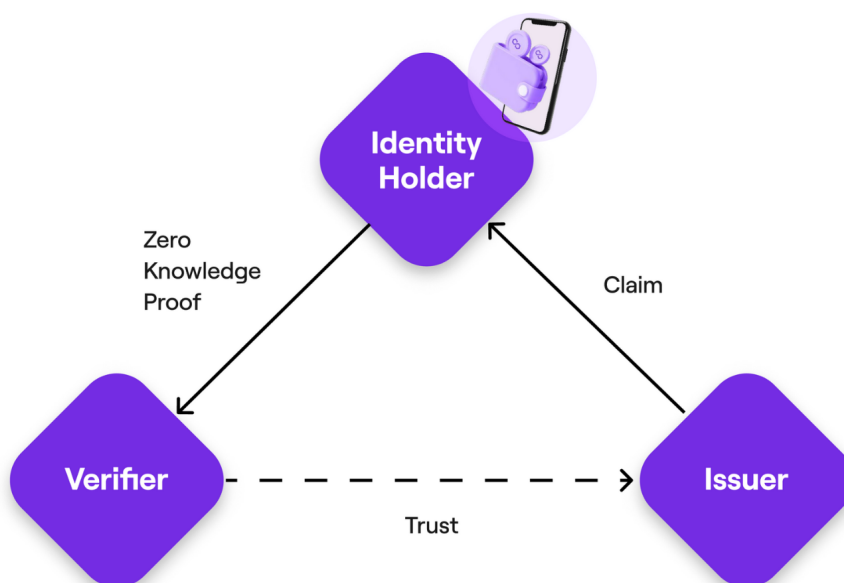 Identity
Holder
Zero
Knowledge
Proof
Claim
Verifier
Issuer
Trust